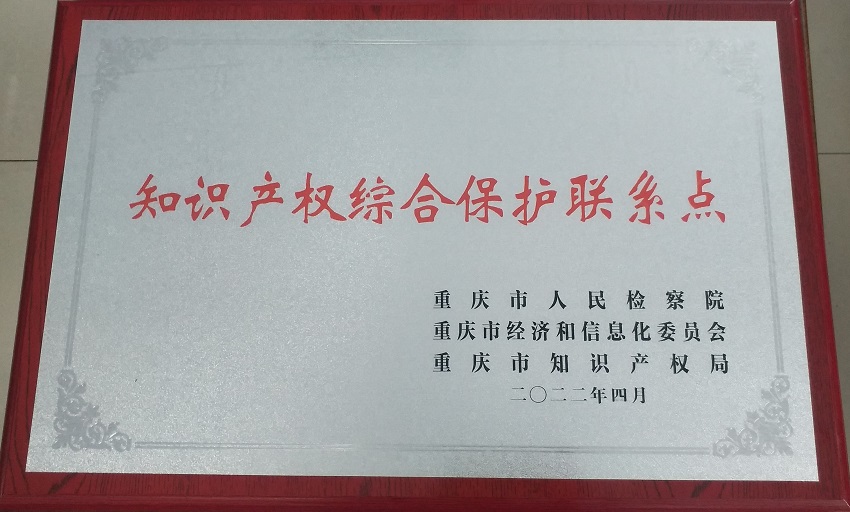 知识产权综合保护联系点
重庆市人民检察院
重庆市经济和信息化委员会
重庆市知识产权局
二〇二二年四月